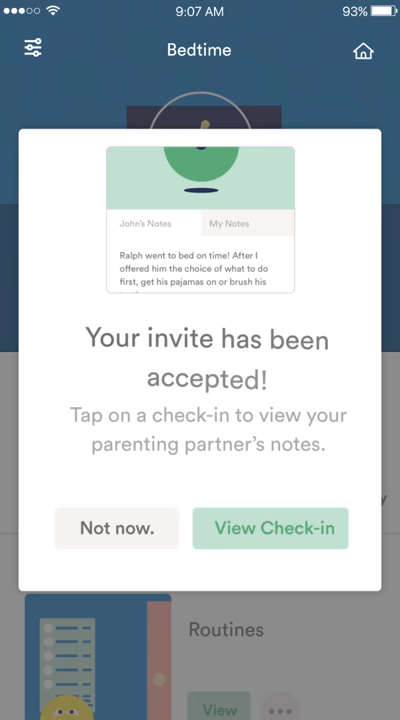 9:07 AM
93%
Bedtime
John's Notes
My Notes
Ralph went to bed on time! After I
offered him the choice of what to do
first, get his pajamas on or brush his
Your invite has been
accepted!
Tap on a check-in to view your
parenting partner's notes.
Not now.
View Check-in
y
Routines
View